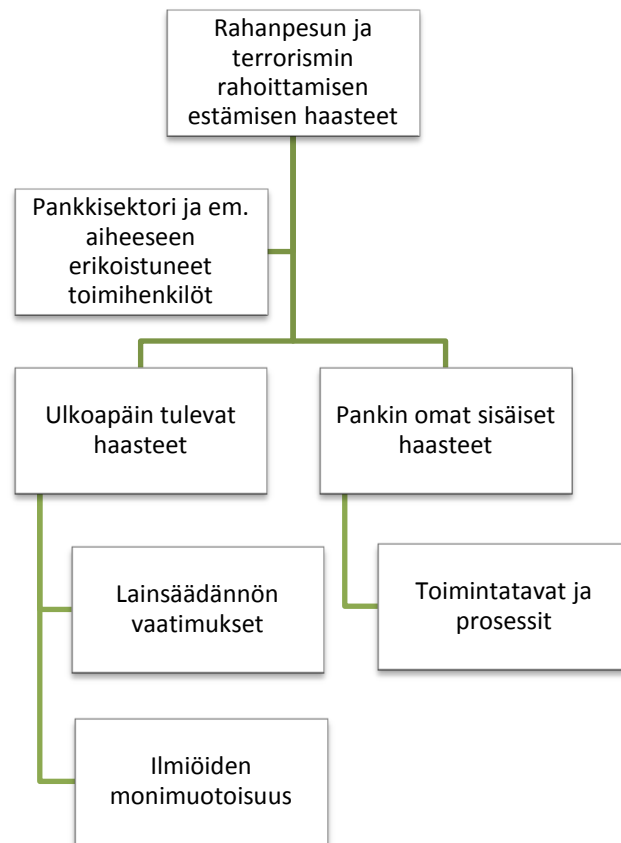 Rahanpesun ja
terrorismin
rahoittamisen
estämisen haasteet
Pankkisektori ja em.
aiheeseen
erikoistuneet
toimihenkilöt
Ulkoapäin tulevat
haasteet
Pankin omat sisäiset
haasteet
Lainsäädännön
vaatimukset
Toimintatavat ja
prosessit
Ilmiöiden
monimuotoisuus